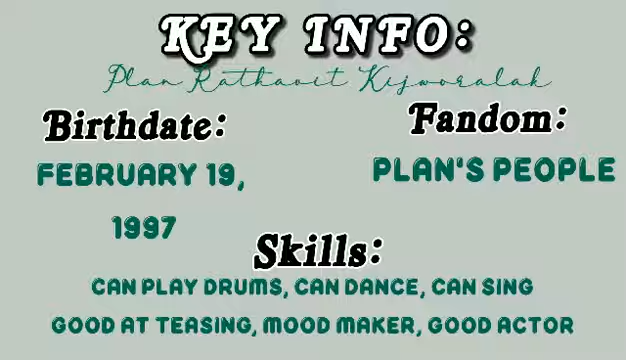 KEY INFO:
Plan Rathavit Kijworalak
Birthdate:
Fandom:
FEBRUARY 19,
1997
PLAN'S PEOPLE
Skills:
CAN PLAY DRUMS, CAN DANCE, CAN SING
GOOD AT TEASING, MOOD MAKER, GOOD ACTOR